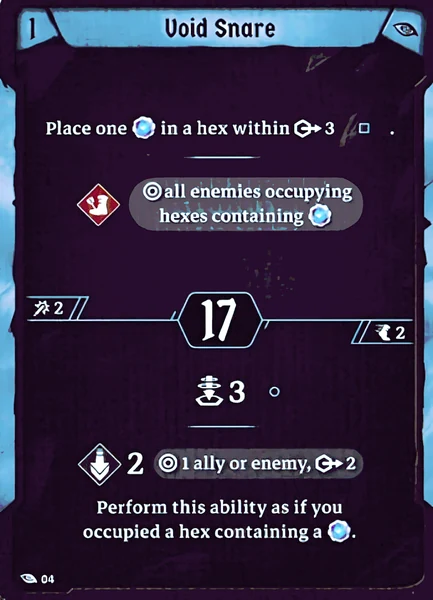 1
Void Snare
Place one in a hex within 3 .
all enemies occupying
hexes containing
2
17
2
3
2 1 ally or enemy, 2
Perform this ability as if you
occupied a hex containing a .
04